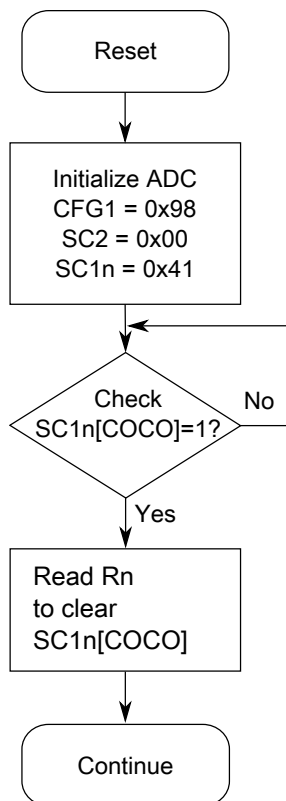 Reset
Initialize ADC
CFG1 = 0x98
SC2 = 0x00
SC1n = 0x41
Check
SC1n[COCO]=1?
No
Yes
Read Rn
to clear
SC1n[COCO]
Continue